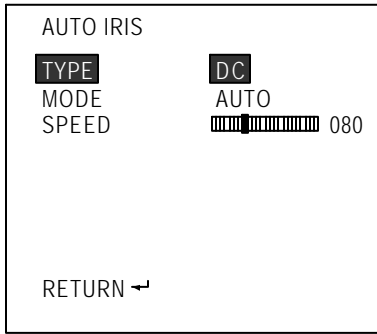 AUTO IRIS
TYPE DC
MODE AUTO
SPEED 080
RETURN ↵